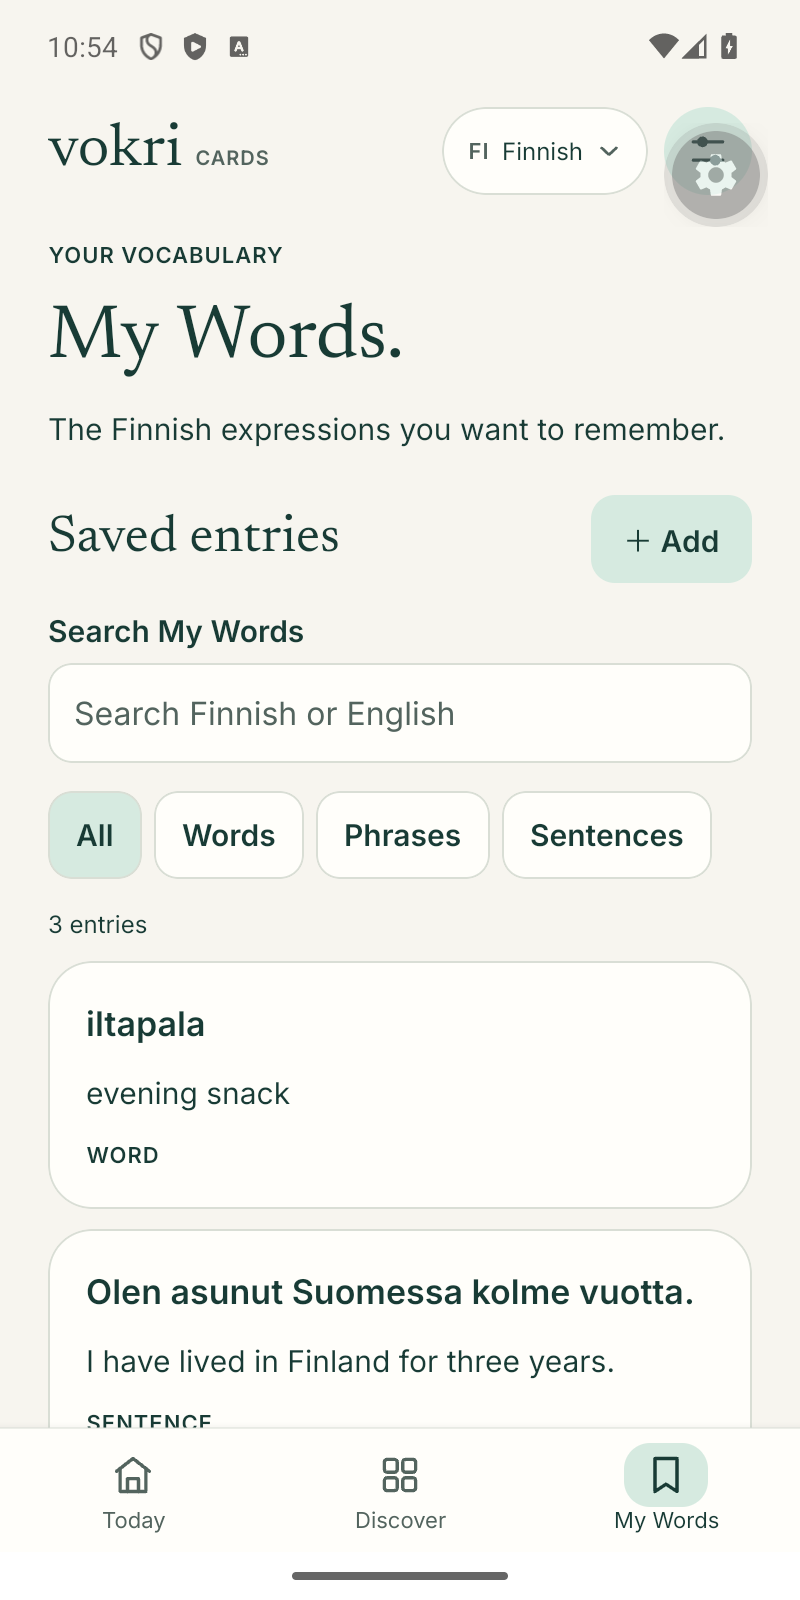 10:54
vokri CARDS
FI Finnish
YOUR VOCABULARY
My Words.
The Finnish expressions you want to remember.
Saved entries
+ Add
Search My Words
Search Finnish or English
All Words Phrases Sentences
3 entries
iltapala
evening snack
WORD
Olen asunut Suomessa kolme vuotta.
I have lived in Finland for three years.
SENTENCE
Today Discover My Words